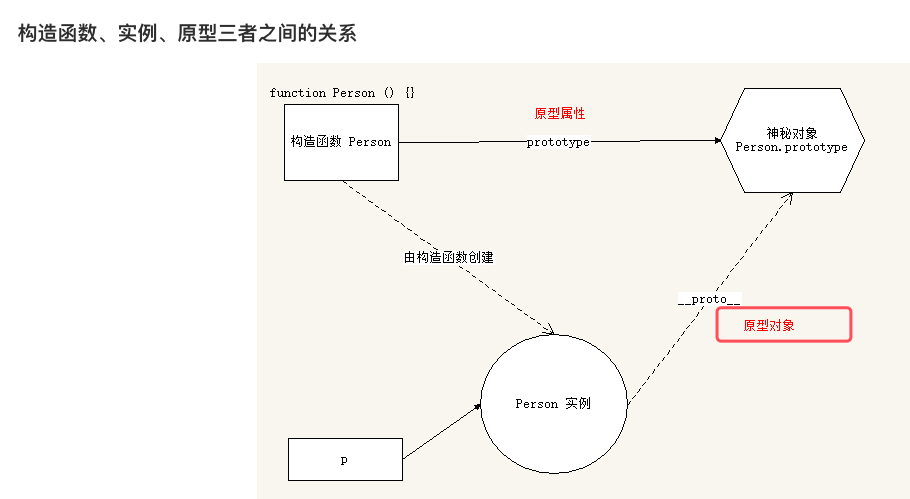 构造函数、实例、原型三者之间的关系
function Person () {}
原型属性
构造函数 Person
prototype
神秘对象
Person.prototype
由构造函数创建
__proto__
原型对象
Person 实例
p